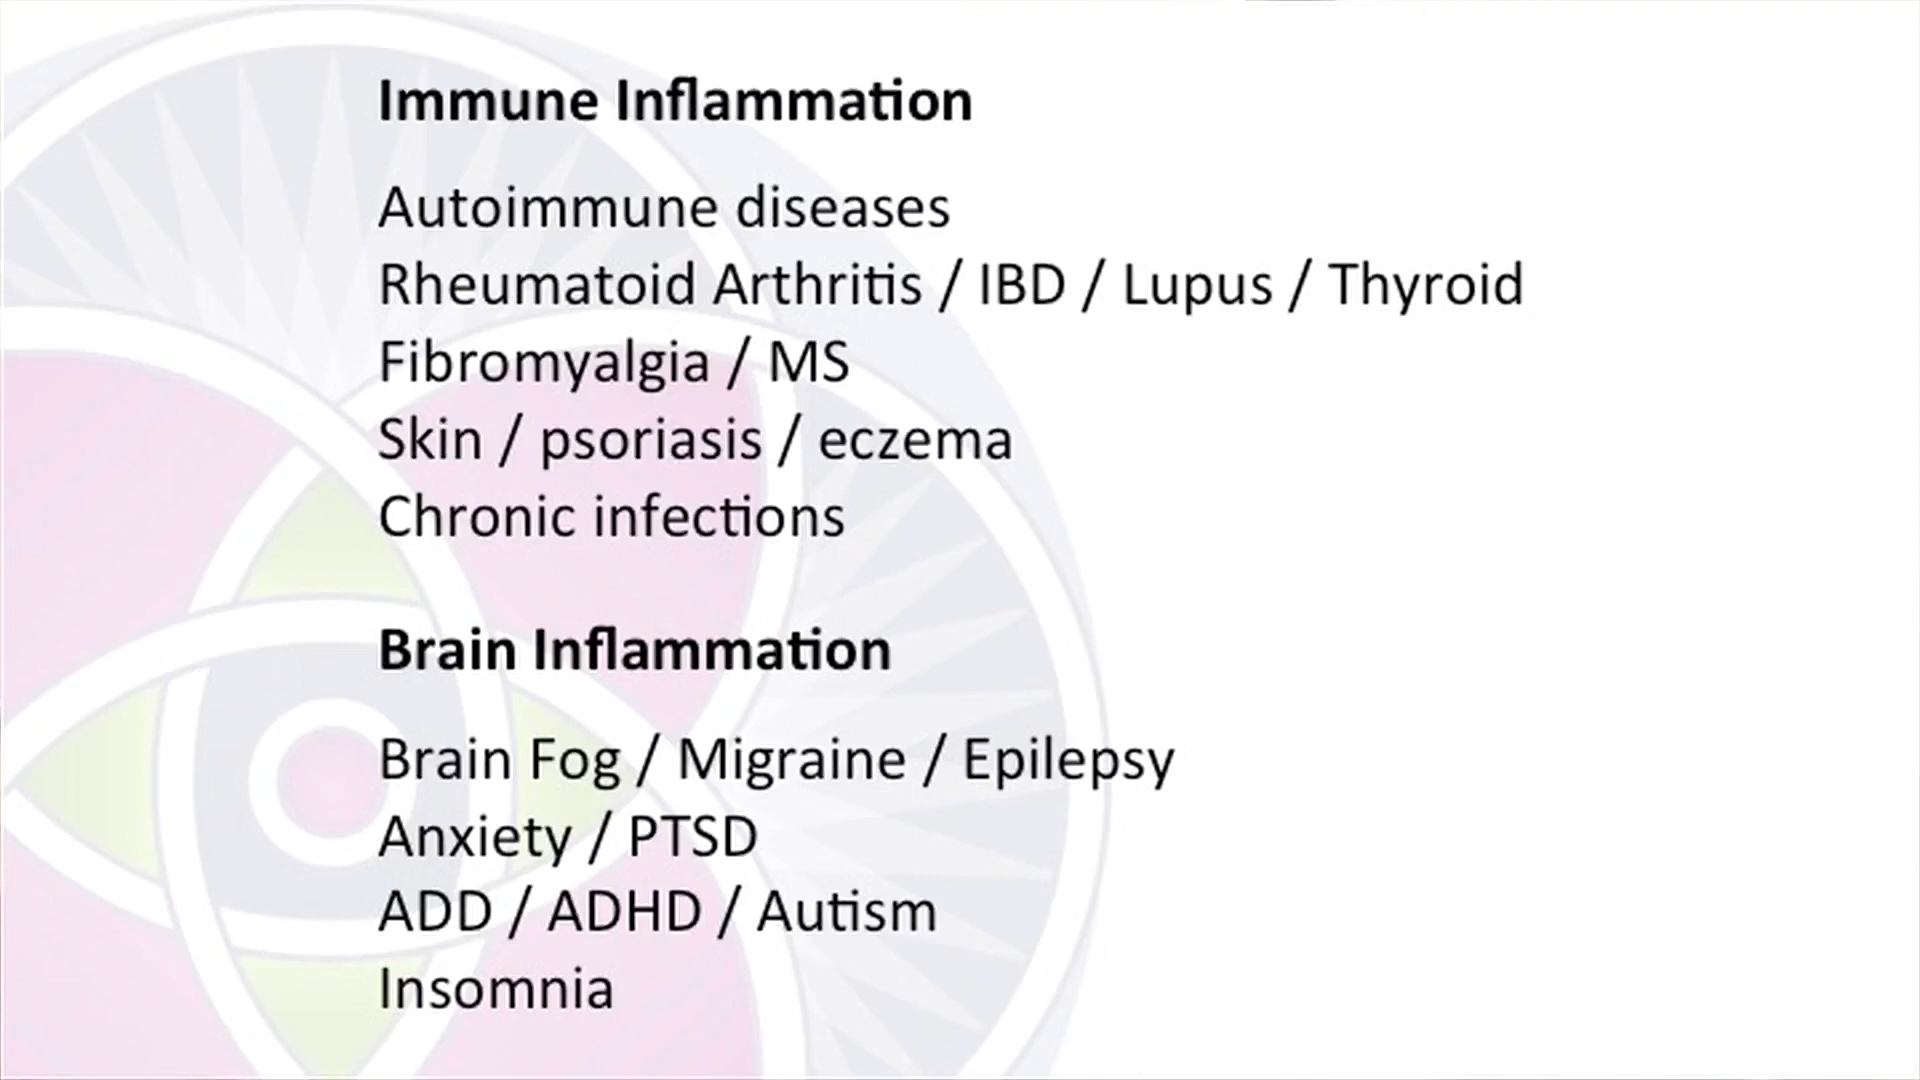 Immune Inflammation
Autoimmune diseases
Rheumatoid Arthritis / IBD / Lupus / Thyroid
Fibromyalgia / MS
Skin / psoriasis / eczema
Chronic infections
Brain Inflammation
Brain Fog / Migraine / Epilepsy
Anxiety / PTSD
ADD / ADHD / Autism
Insomnia